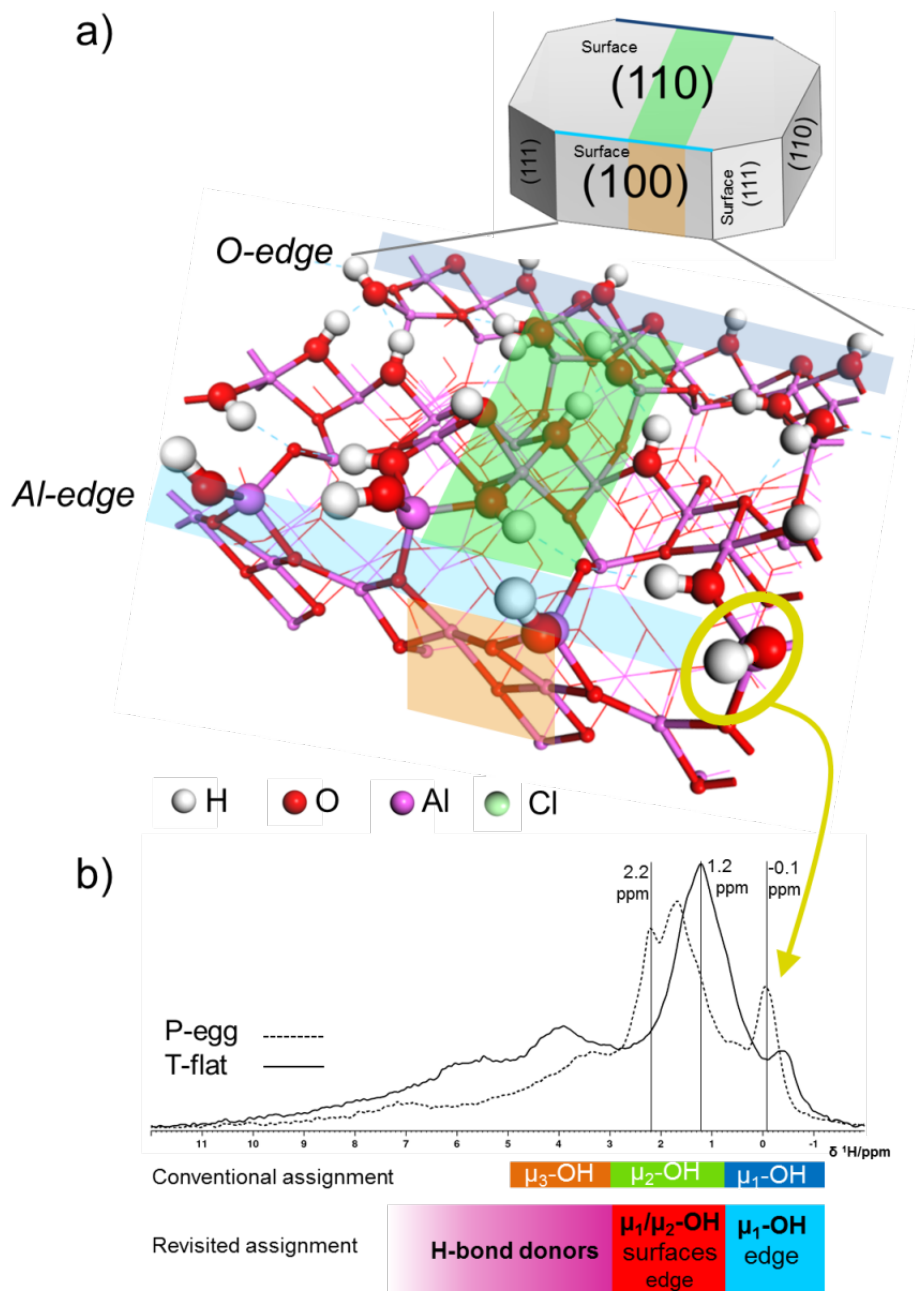 a)
Surface
(110)
(111)
Surface
(100)
Surface
(111)
(110)
O-edge
Al-edge
H
O
Al
Cl
b)
2.2
ppm
1.2
ppm
-0.1
ppm
P-egg
T-flat
11 10 9 8 7 6 5 4 3 2 1 0 -1
δ ¹H/ppm
Conventional assignment
μ₃-OH
μ₂-OH
μ₁-OH
Revisited assignment
H-bond donors
μ₁/μ₂-OH
surfaces
edge
μ₁-OH
edge